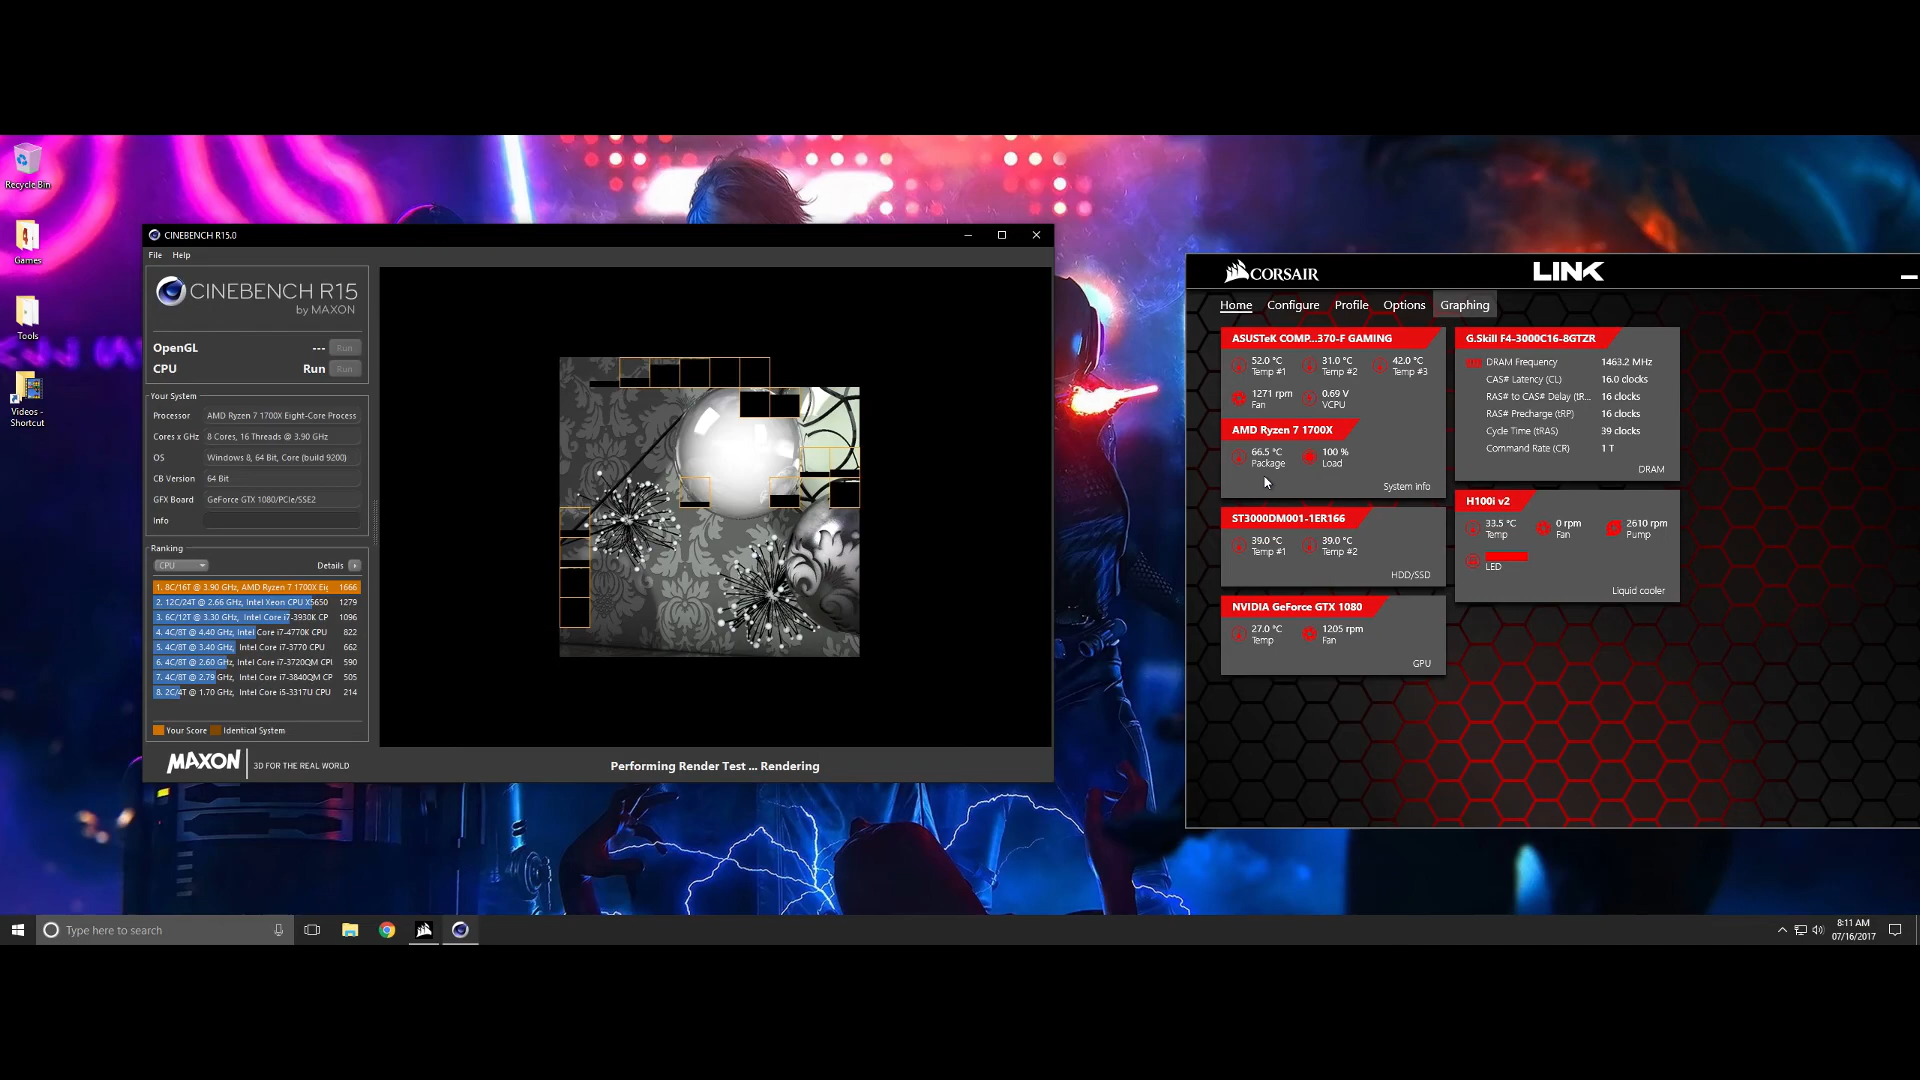 Recycle Bin
Games
Tools
Videos -
Shortcut
CINEBENCH R15.0
File Help
CINEBENCH R15
by MAXON
OpenGL --- Run
CPU Run Run
Your System
Processor AMD Ryzen 7 1700X Eight-Core Process
Cores x GHz 8 Cores, 16 Threads @ 3.90 GHz
OS Windows 8, 64 Bit, Core (build 9200)
CB Version 64 Bit
GFX Board GeForce GTX 1080/PCIe/SSE2
Info
Ranking
CPU Details
1. 8C/16T @ 3.90 GHz, AMD Ryzen 7 1700X Eig 1666
2. 12C/24T @ 2.66 GHz, Intel Xeon CPU X5650 1279
3. 6C/12T @ 3.30 GHz, Intel Core i7-3930K CP 1096
4. 4C/8T @ 4.40 GHz, Intel Core i7-4770K CPU 822
5. 4C/8T @ 3.40 GHz, Intel Core i7-3770 CPU 662
6. 4C/8T @ 2.60 GHz, Intel Core i7-3720QM CPI 590
7. 4C/8T @ 2.79 GHz, Intel Core i7-3840QM CP 505
8. 2C/4T @ 1.70 GHz, Intel Core i5-3317U CPU 214
Your Score Identical System
MAXON 3D FOR THE REAL WORLD
Performing Render Test ... Rendering
CORSAIR LINK
Home Configure Profile Options Graphing
ASUSTeK COMP...370-F GAMING
52.0 °C 31.0 °C 42.0 °C
Temp #1 Temp #2 Temp #3
1271 rpm 0.69 V
Fan VCPU
AMD Ryzen 7 1700X
66.5 °C 100 %
Package Load
System info
ST3000DM001-1ER166
39.0 °C 39.0 °C
Temp #1 Temp #2
HDD/SSD
NVIDIA GeForce GTX 1080
27.0 °C 1205 rpm
Temp Fan
GPU
G.Skill F4-3000C16-8GTZR
DRAM Frequency 1463.2 MHz
CAS# Latency (CL) 16.0 clocks
RAS# to CAS# Delay (tR... 16 clocks
RAS# Precharge (tRP) 16 clocks
Cycle Time (tRAS) 39 clocks
Command Rate (CR) 1 T
DRAM
H100i v2
33.5 °C 0 rpm 2610 rpm
Temp Fan Pump
LED
Liquid cooler
Type here to search
8:11 AM
07/16/2017